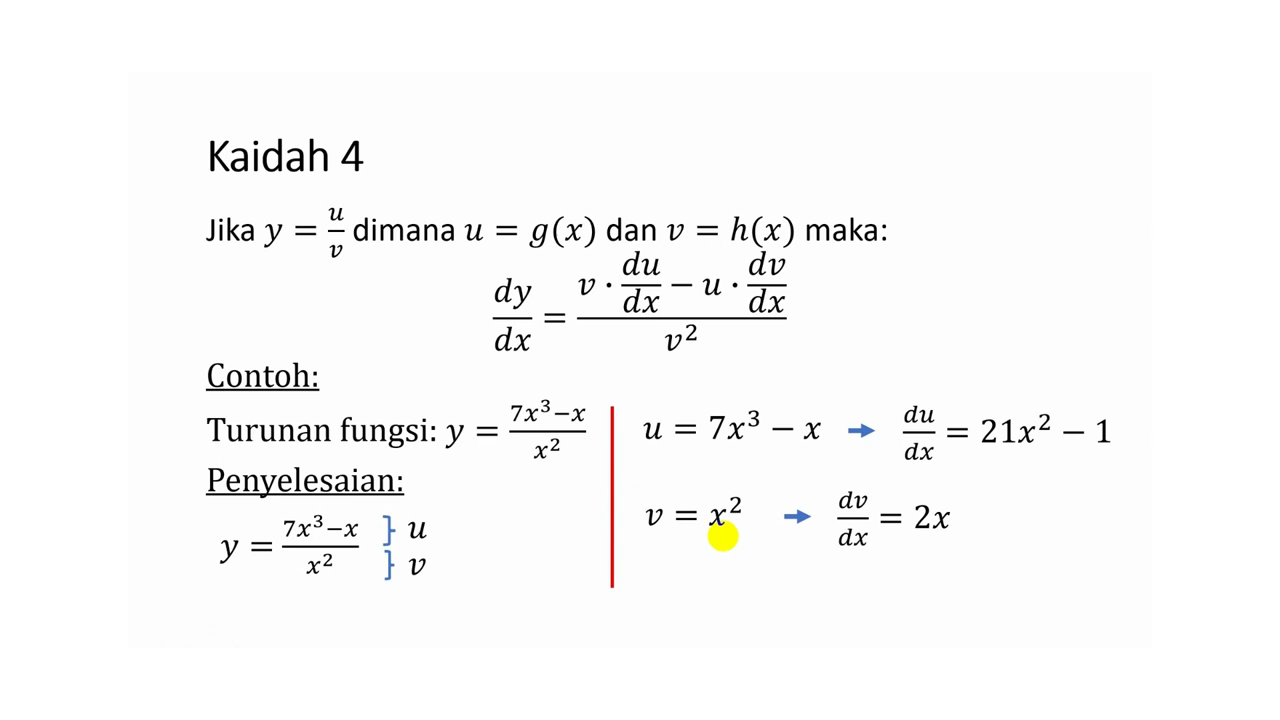 Kaidah 4
Jika y = u/v dimana u = g(x) dan v = h(x) maka:
dy/dx = (v · du/dx − u · dv/dx) / v²
Contoh:
Turunan fungsi: y = (7x³−x)/x²
Penyelesaian:
y = (7x³−x)/x² } u } v
u = 7x³ − x → du/dx = 21x² − 1
v = x² → dv/dx = 2x